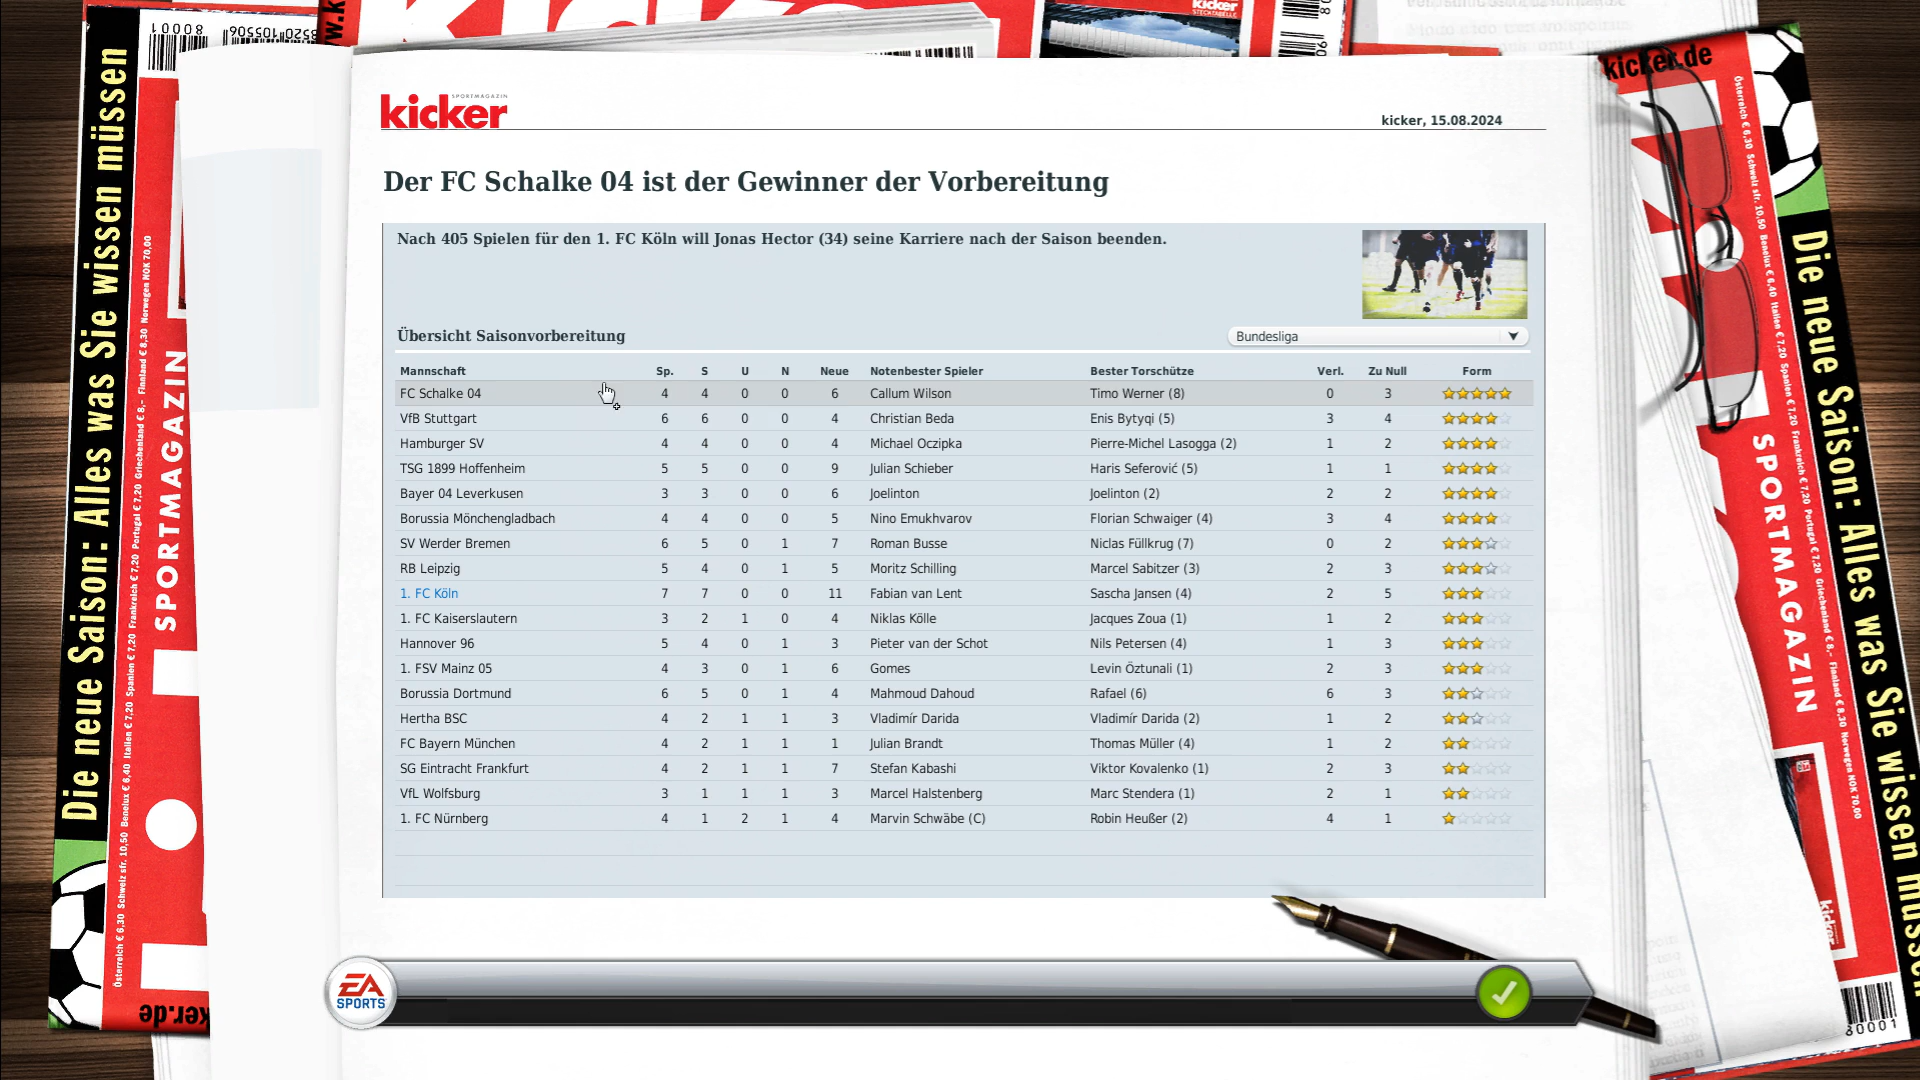 kicker
SPORTMAGAZIN
kicker, 15.08.2024
Der FC Schalke 04 ist der Gewinner der Vorbereitung
Nach 405 Spielen für den 1. FC Köln will Jonas Hector (34) seine Karriere nach der Saison beenden.
Übersicht Saisonvorbereitung
Bundesliga
Mannschaft Sp. S U N Neue Notenbester Spieler Bester Torschütze Verl. Zu Null Form
FC Schalke 04 4 4 0 0 6 Callum Wilson Timo Werner (8) 0 3
VfB Stuttgart 6 6 0 0 4 Christian Beda Enis Bytyqi (5) 3 4
Hamburger SV 4 4 0 0 4 Michael Oczipka Pierre-Michel Lasogga (2) 1 2
TSG 1899 Hoffenheim 5 5 0 0 9 Julian Schieber Haris Seferović (5) 1 1
Bayer 04 Leverkusen 3 3 0 0 6 Joelinton Joelinton (2) 2 2
Borussia Mönchengladbach 4 4 0 0 5 Nino Emukhvarov Florian Schwaiger (4) 3 4
SV Werder Bremen 6 5 0 1 7 Roman Busse Niclas Füllkrug (7) 0 2
RB Leipzig 5 4 0 1 5 Moritz Schilling Marcel Sabitzer (3) 2 3
1. FC Köln 7 7 0 0 11 Fabian van Lent Sascha Jansen (4) 2 5
1. FC Kaiserslautern 3 2 1 0 4 Niklas Kölle Jacques Zoua (1) 1 2
Hannover 96 5 4 0 1 3 Pieter van der Schot Nils Petersen (4) 1 3
1. FSV Mainz 05 4 3 0 1 6 Gomes Levin Öztunali (1) 2 3
Borussia Dortmund 6 5 0 1 4 Mahmoud Dahoud Rafael (6) 6 3
Hertha BSC 4 2 1 1 3 Vladimír Darida Vladimír Darida (2) 1 2
FC Bayern München 4 2 1 1 1 Julian Brandt Thomas Müller (4) 1 2
SG Eintracht Frankfurt 4 2 1 1 7 Stefan Kabashi Viktor Kovalenko (1) 2 3
VfL Wolfsburg 3 1 1 1 3 Marcel Halstenberg Marc Stendera (1) 2 1
1. FC Nürnberg 4 1 2 1 4 Marvin Schwäbe (C) Robin Heußer (2) 4 1
EA
SPORTS
Die neue Saison: Alles was Sie wissen müssen
SPORTMAGAZIN
80001
kicker.de
Die neue Saison: Alles was Sie wissen müssen
SPORTMAGAZIN
kicker